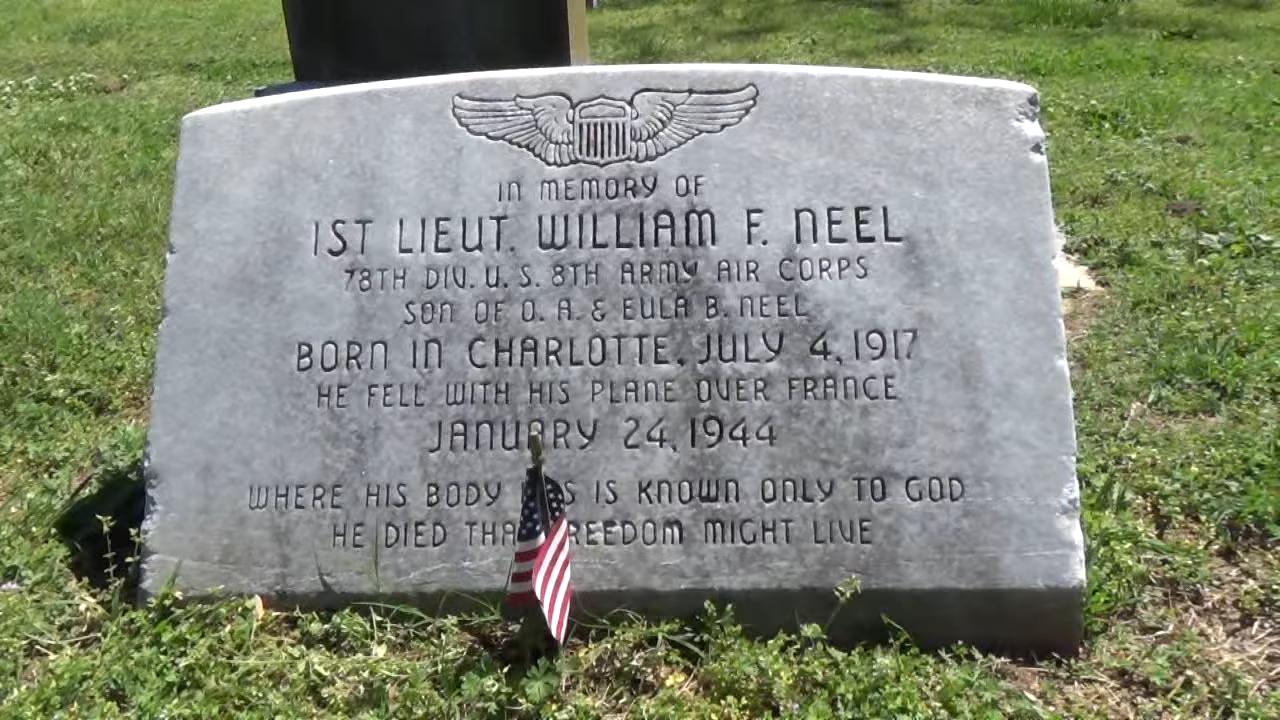 IN MEMORY OF
1ST LIEUT. WILLIAM F. NEEL
78TH DIV. U. S. 8TH ARMY AIR CORPS
SON OF O. A. & EULA B. NEEL
BORN IN CHARLOTTE, JULY 4, 1917
HE FELL WITH HIS PLANE OVER FRANCE
JANUARY 24, 1944
WHERE HIS BODY IS KNOWN ONLY TO GOD
HE DIED THAT FREEDOM MIGHT LIVE